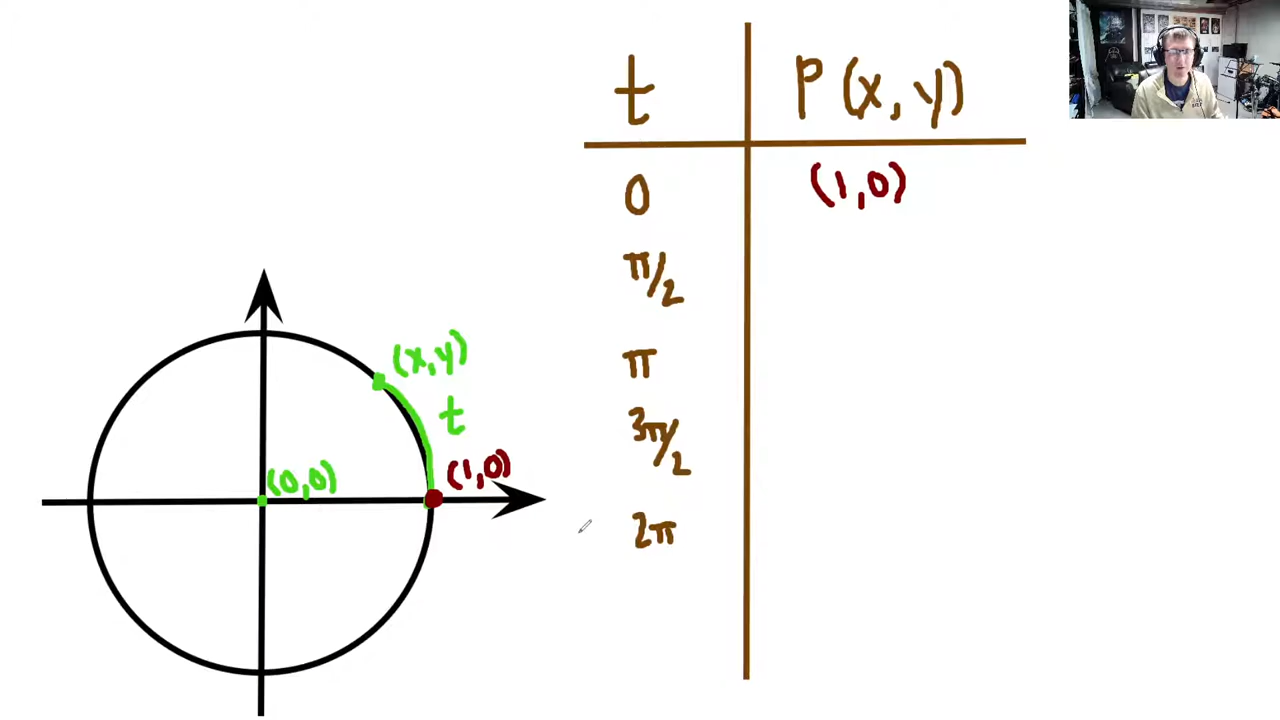 t P(x,y)
0 (1,0)
π/2
π
3π/2
2π
(x,y)
t
(1,0)
(0,0)